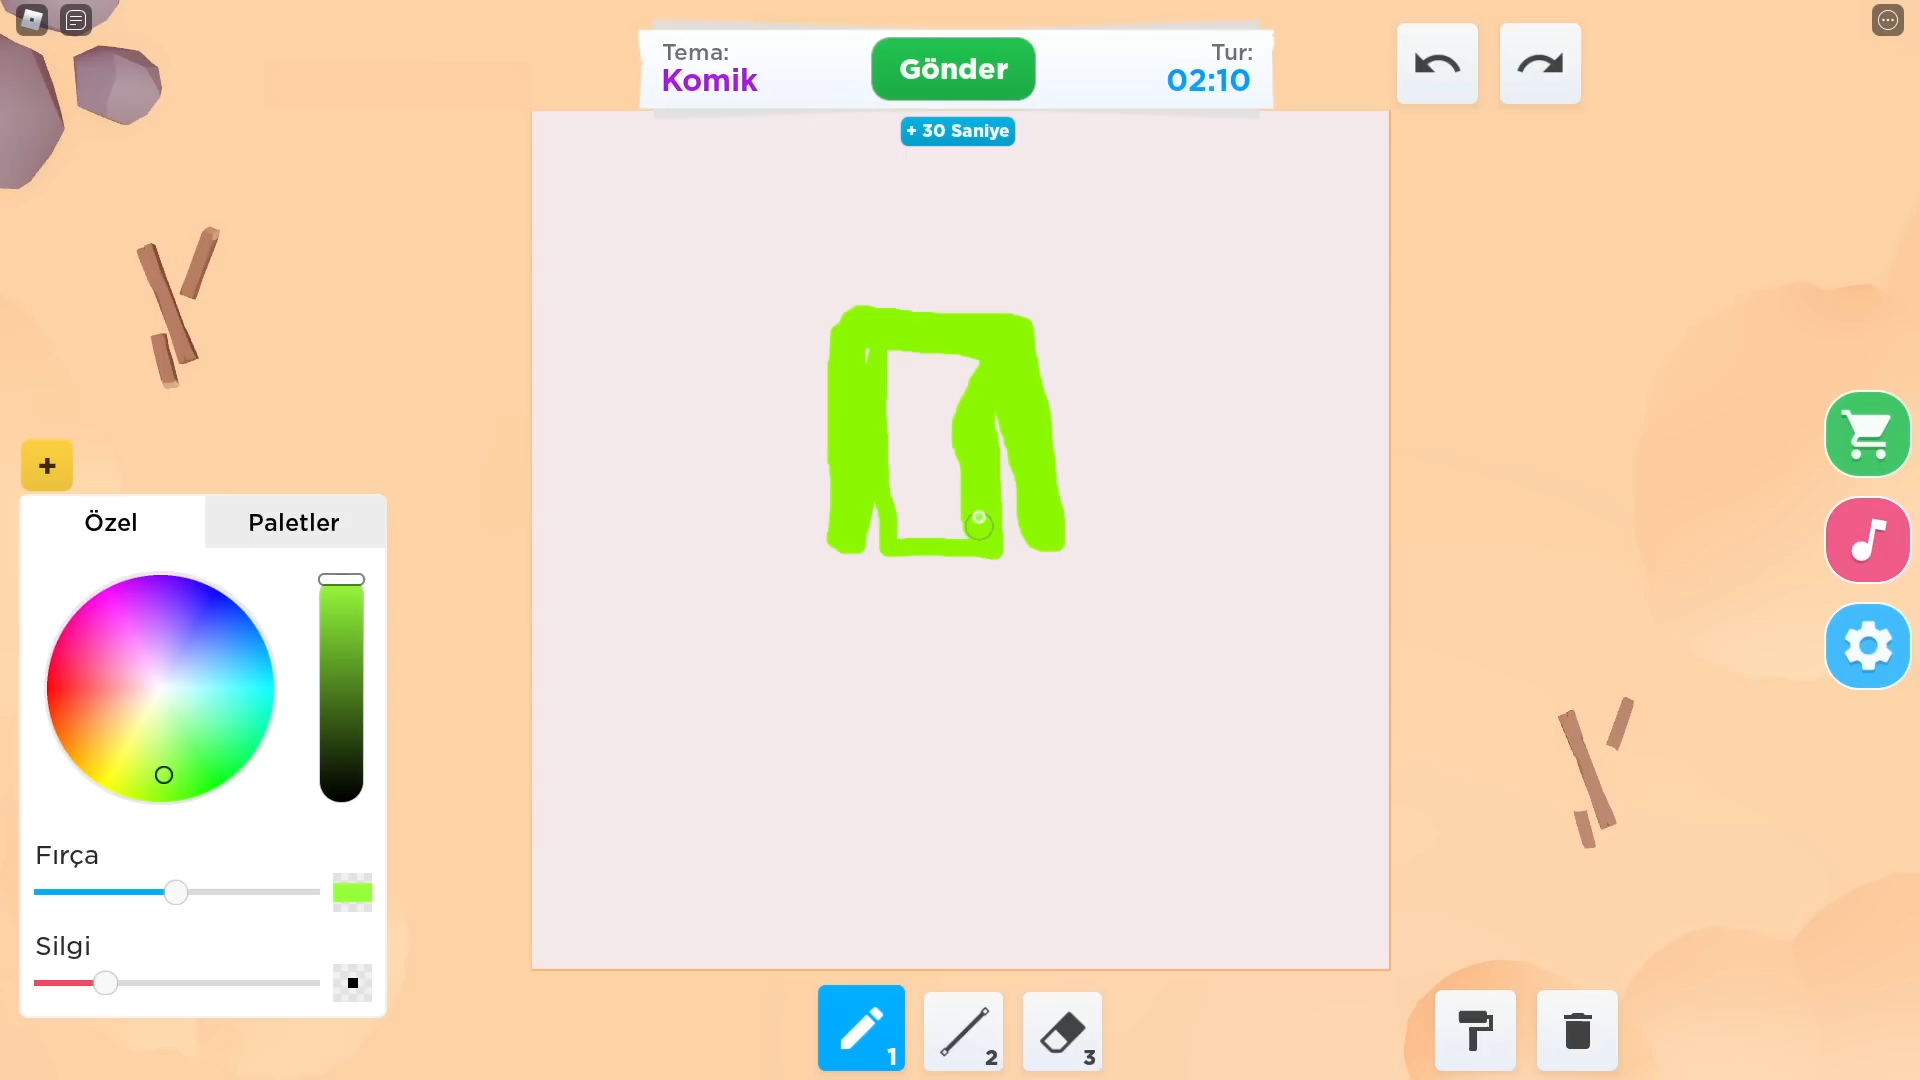 Tema:
Komik
Gönder
Tur:
02:10
+ 30 Saniye
+
Özel
Paletler
Fırça
Silgi
1
2
3